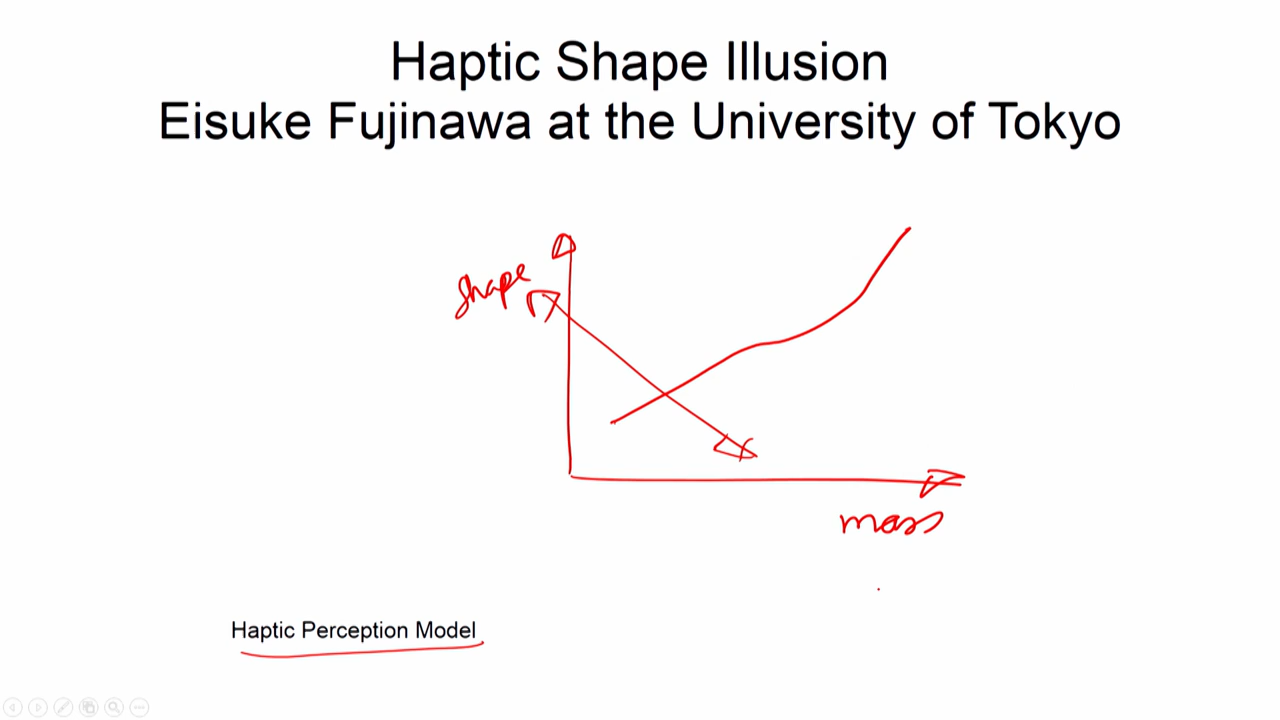 Haptic Shape Illusion
Eisuke Fujinawa at the University of Tokyo
shape
mass
Haptic Perception Model